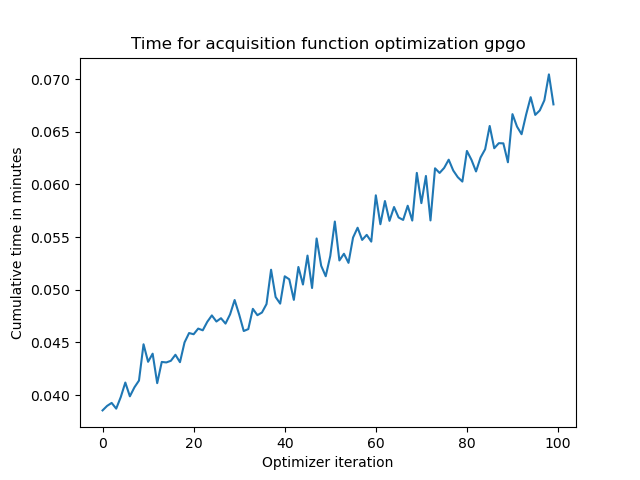 Time for acquisition function optimization gpgo
0.070
0.065
0.060
0.055
0.050
0.045
0.040
Cumulative time in minutes
0 20 40 60 80 100
Optimizer iteration